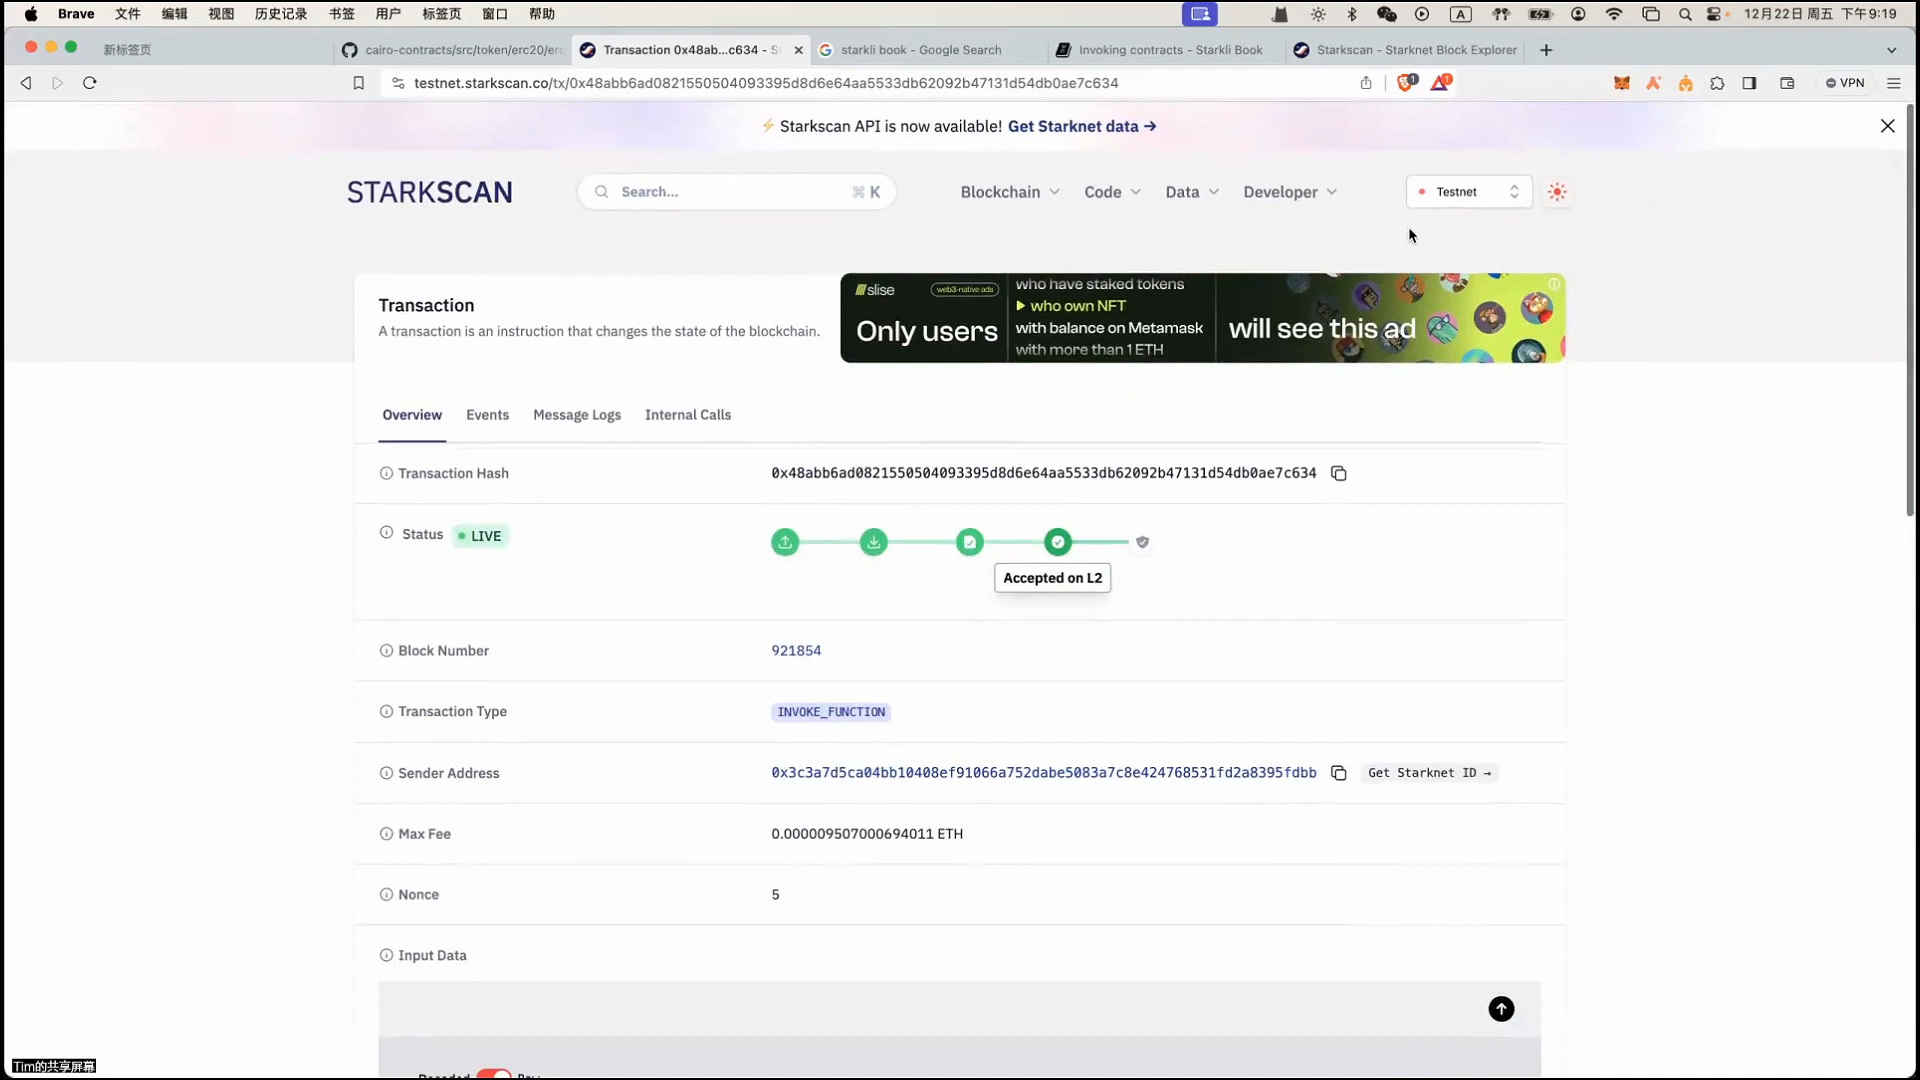 Brave 文件 编辑 视图 历史记录 书签 用户 标签页 窗口 帮助 A 12月22日 周五 下午9:19
新标签页 cairo-contracts/src/token/erc20/erc Transaction 0x48ab...c634 - S starkli book - Google Search Invoking contracts - Starkli Book Starkscan - Starknet Block Explorer
testnet.starkscan.co/tx/0x48abb6ad0821550504093395d8d6e64aa5533db62092b47131d54db0ae7c634 1 1 VPN
⚡ Starkscan API is now available! Get Starknet data →
STARKSCAN Search... ⌘ K Blockchain Code Data Developer Testnet
Transaction
A transaction is an instruction that changes the state of the blockchain.
slise web3-native ads
Only users
who have staked tokens
who own NFT
with balance on Metamask
with more than 1 ETH
will see this ad
Overview Events Message Logs Internal Calls
Transaction Hash 0x48abb6ad0821550504093395d8d6e64aa5533db62092b47131d54db0ae7c634
Status LIVE
Accepted on L2
Block Number 921854
Transaction Type INVOKE_FUNCTION
Sender Address 0x3c3a7d5ca04bb10408ef91066a752dabe5083a7c8e424768531fd2a8395fdbb Get Starknet ID →
Max Fee 0.000009507000694011 ETH
Nonce 5
Input Data
Tim的共享屏幕